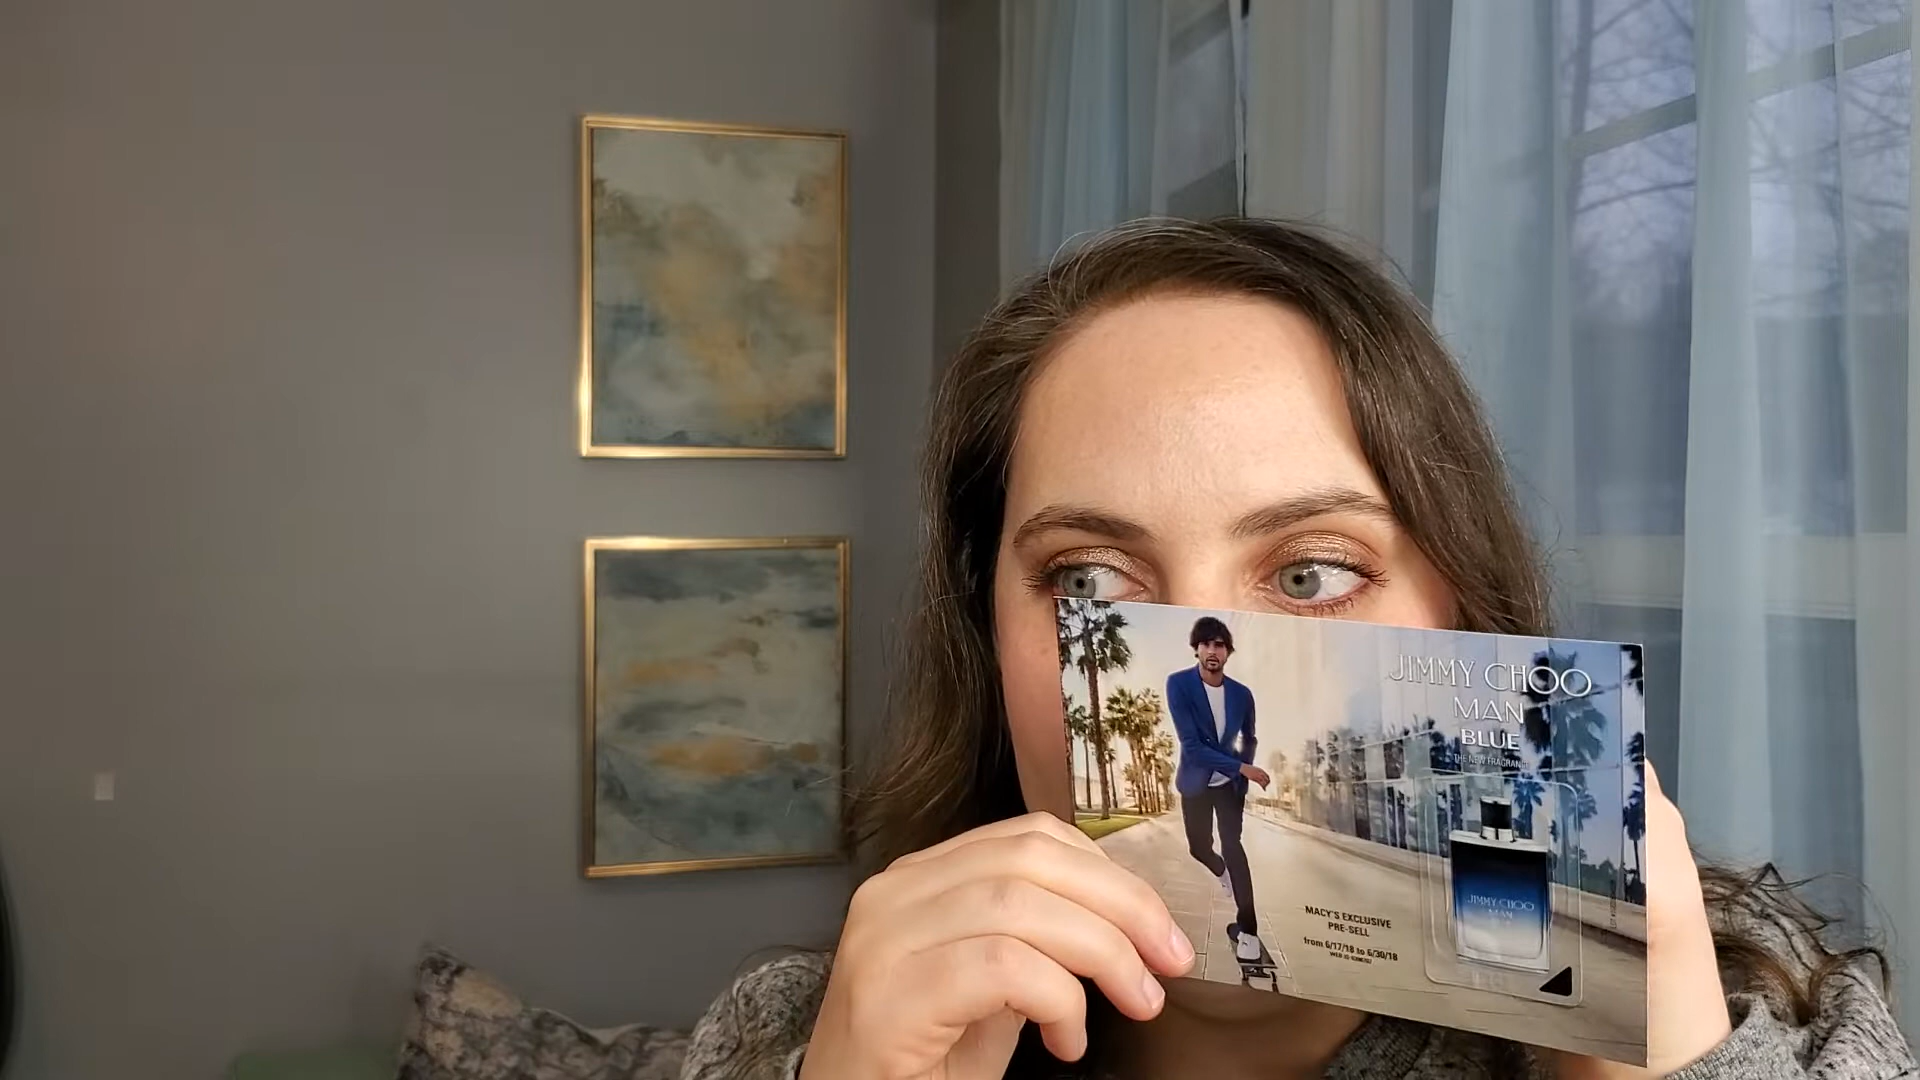 JIMMY CHOO
MAN
BLUE
THE NEW FRAGRANCE
JIMMY CHOO
MAN
MACY'S EXCLUSIVE
PRE-SELL
from 6/17/18 to 6/30/18